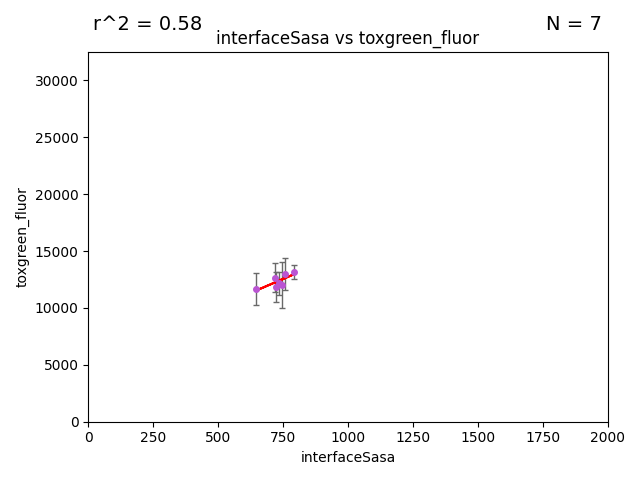 r^2 = 0.58
N = 7
interfaceSasa vs toxgreen_fluor
toxgreen_fluor
30000
25000
20000
15000
10000
5000
0
0 250 500 750 1000 1250 1500 1750 2000
interfaceSasa